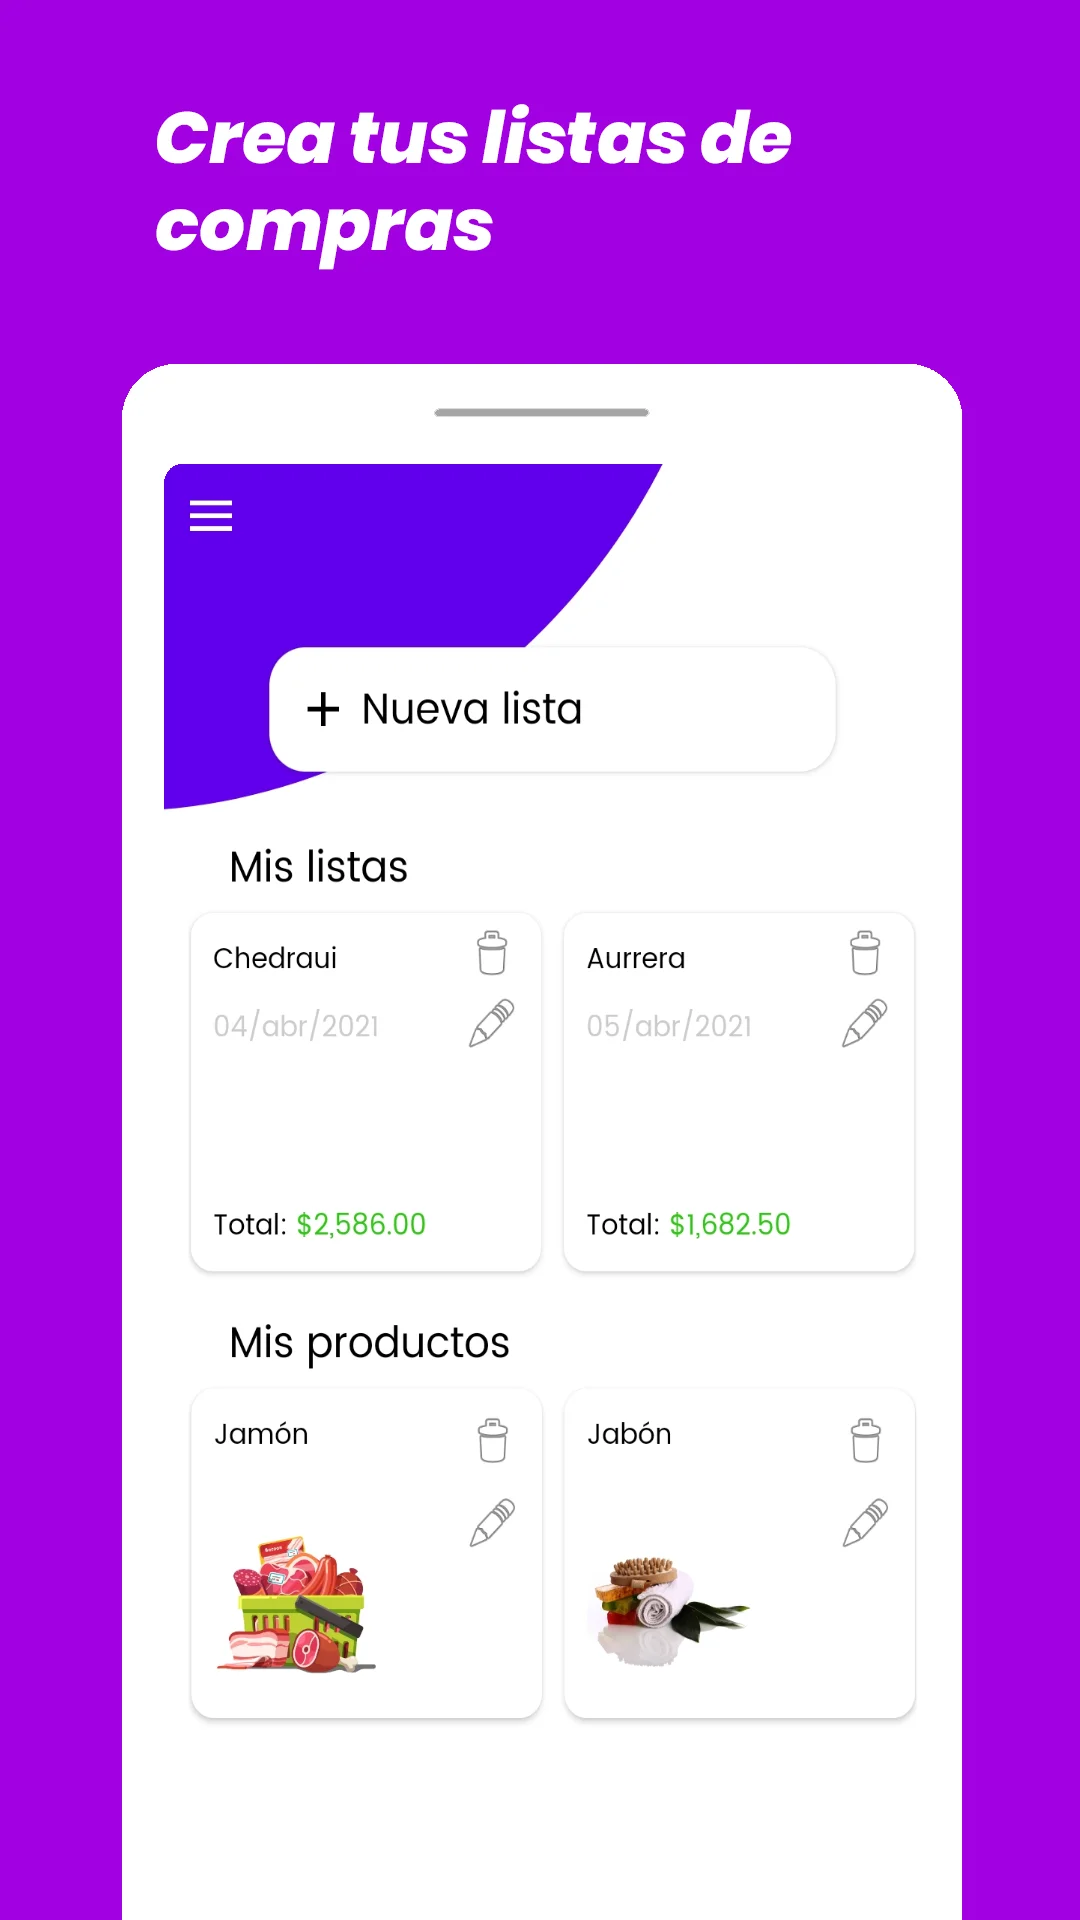 Crea tus listas de
compras
+ Nueva lista
Mis listas
Chedraui
04/abr/2021
Total: $2,586.00
Aurrera
05/abr/2021
Total: $1,682.50
Mis productos
Jamón
Jabón